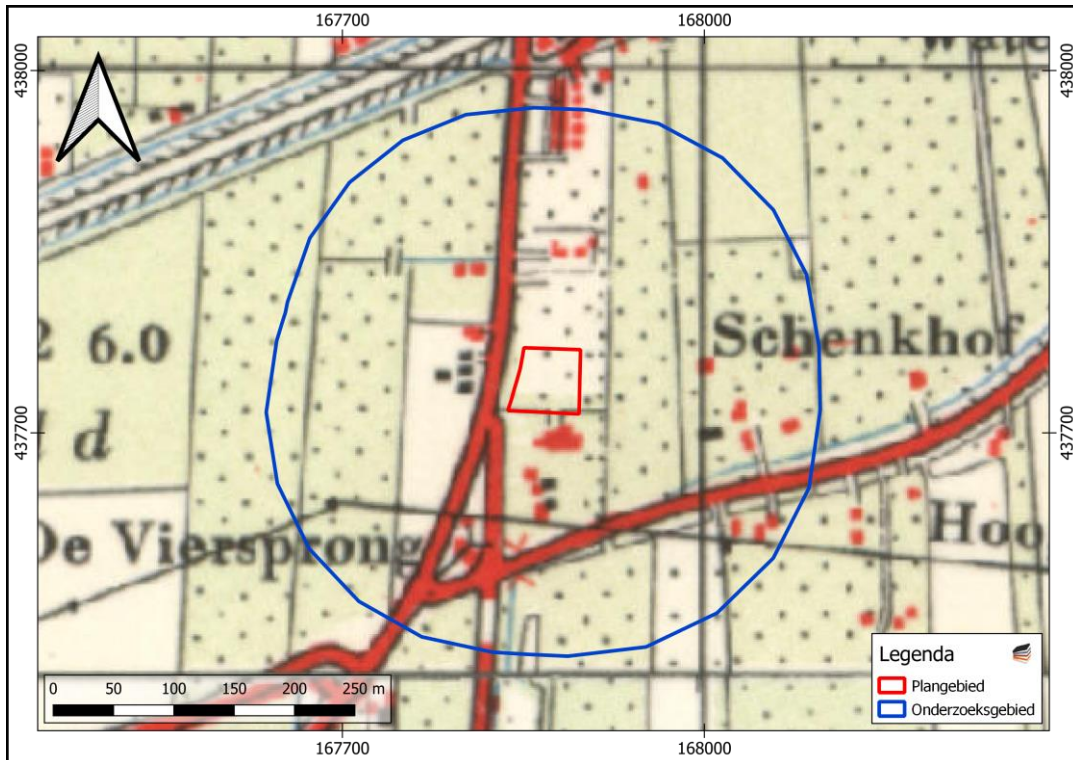 167700 168000
438000 438000
2 6.0
Schenkhof
d
437700 437700
De Viersprong
Hoo
Legenda
Plangebied
Onderzoeksgebied
0 50 100 150 200 250 m
167700 168000